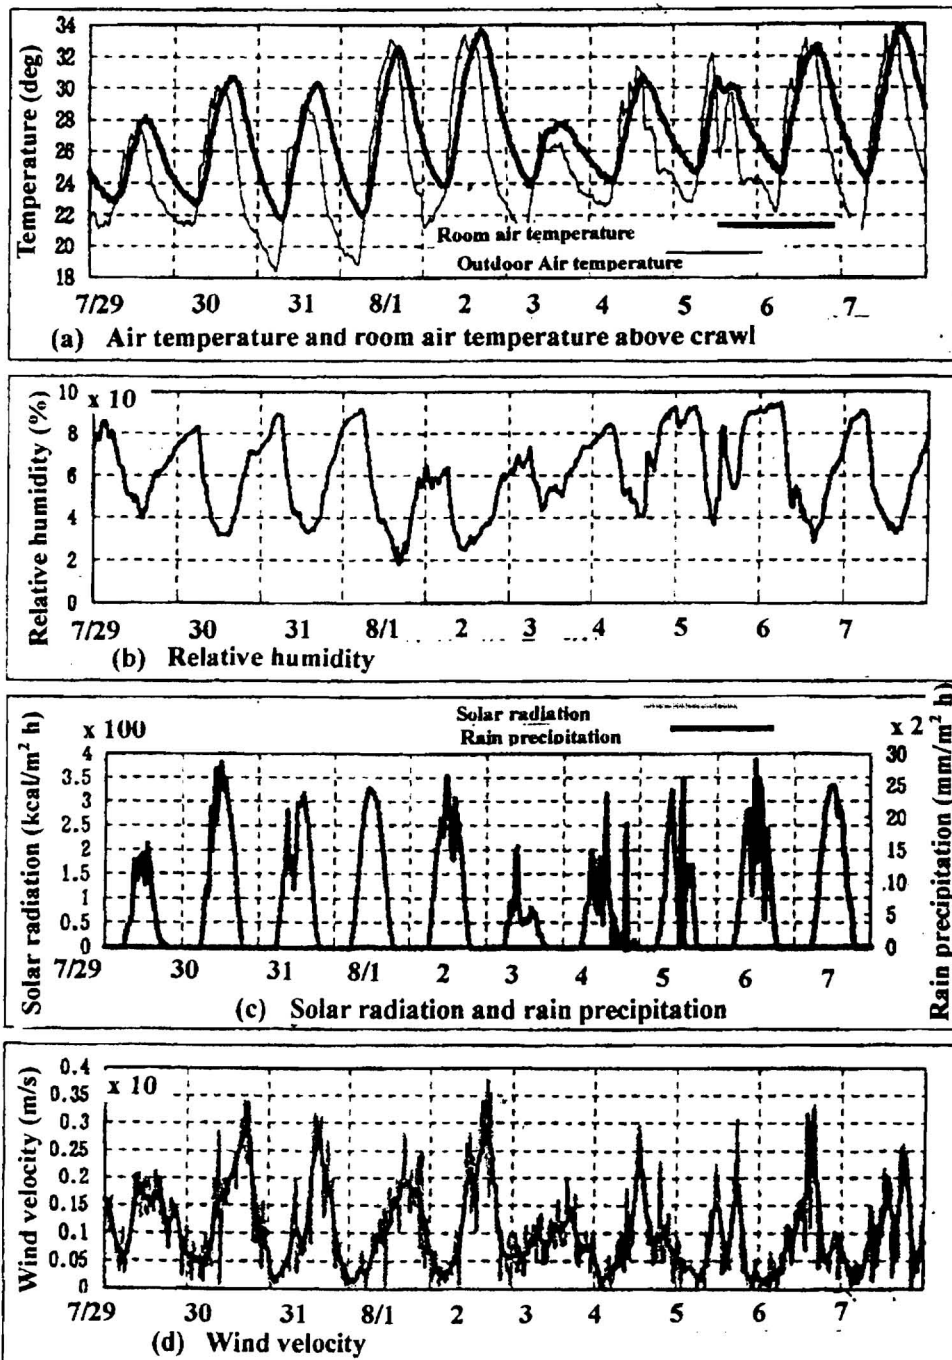 Temperature (deg)
34
32
30
28
26
24
22
20
18
Room air temperature
Outdoor Air temperature
7/29 30 31 8/1 2 3 4 5 6 7
(a) Air temperature and room air temperature above crawl
Relative humidity (%)
x 10
10
8
6
4
2
0
7/29 30 31 8/1 2 3 4 5 6 7
(b) Relative humidity
Solar radiation (kcal/m² h)
x 100
Solar radiation
Rain precipitation
x 2
Rain precipitation (mm/m² h)
4
3.5
3
2.5
2
1.5
1
0.5
0
30
25
20
15
10
5
0
7/29 30 31 8/1 2 3 4 5 6 7
(c) Solar radiation and rain precipitation
Wind velocity (m/s)
x 10
0.4
0.35
0.3
0.25
0.2
0.15
0.1
0.05
0
7/29 30 31 8/1 2 3 4 5 6 7
(d) Wind velocity